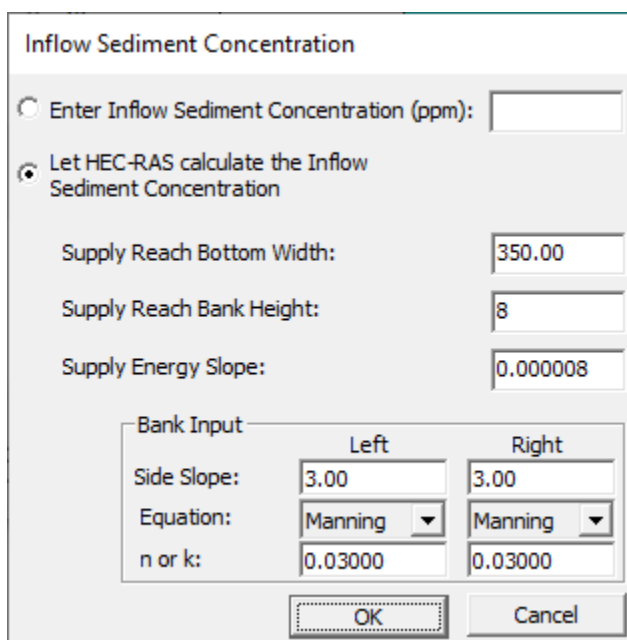 Inflow Sediment Concentration
Enter Inflow Sediment Concentration (ppm):
Let HEC-RAS calculate the Inflow
Sediment Concentration
Supply Reach Bottom Width: 350.00
Supply Reach Bank Height: 8
Supply Energy Slope: 0.000008
Bank Input
Left Right
Side Slope: 3.00 3.00
Equation: Manning Manning
n or k: 0.03000 0.03000
OK Cancel